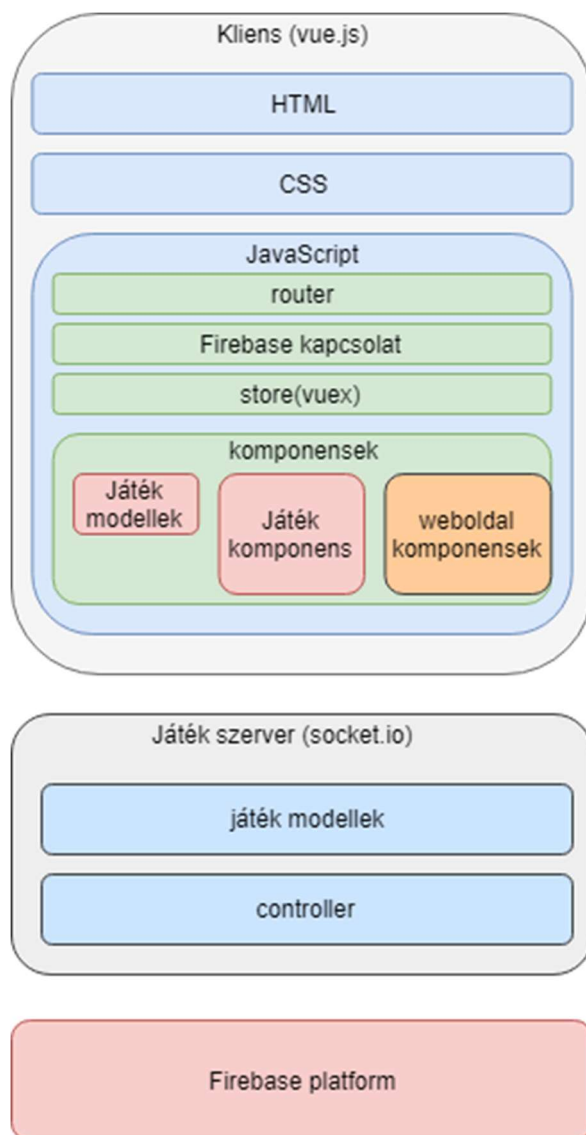 Kliens (vue.js)
HTML
CSS
JavaScript
router
Firebase kapcsolat
store(vuex)
komponensek
Játék
modellek
Játék
komponens
weboldal
komponensek
Játék szerver (socket.io)
játék modellek
controller
Firebase platform